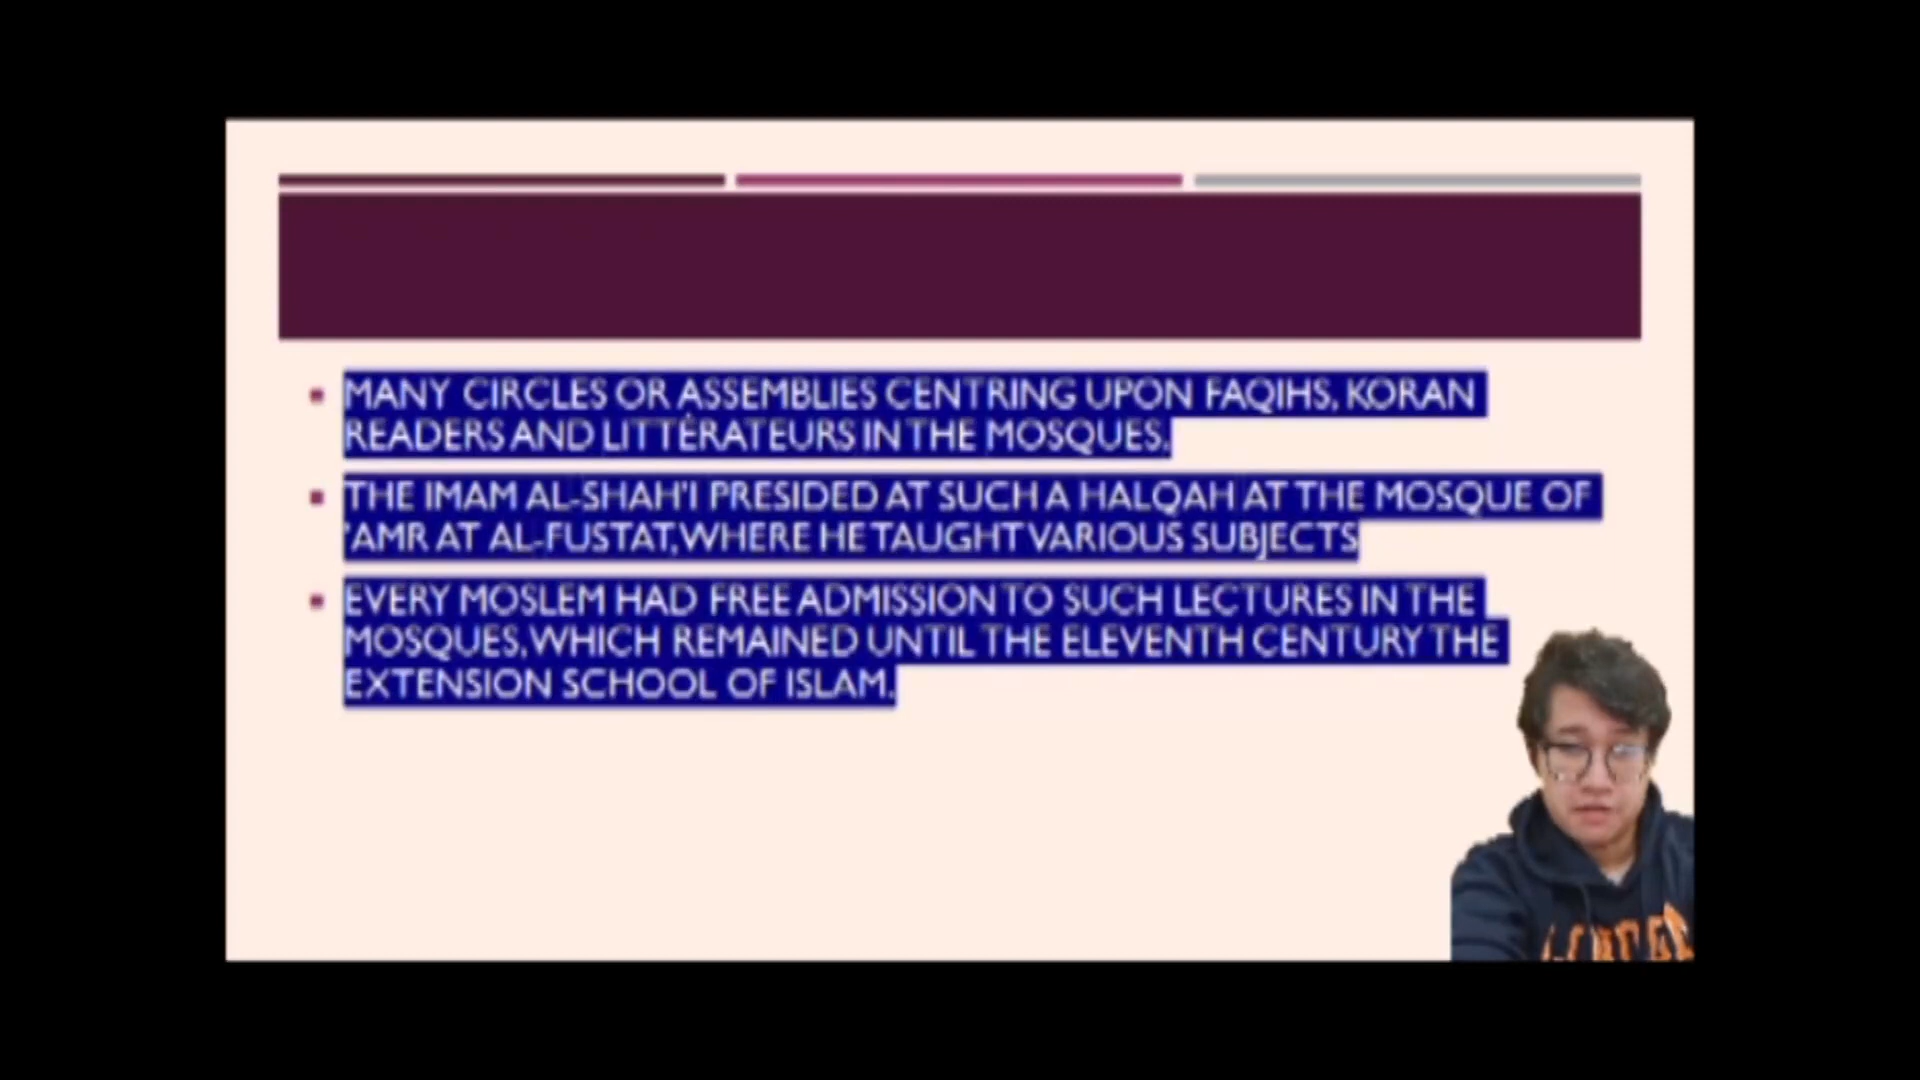 MANY CIRCLES OR ASSEMBLIES CENTRING UPON FAQIHS, KORAN
READERS AND LITTÈRATEURS IN THE MOSQUES.
THE IMAM AL-SHAH'I PRESIDED AT SUCH A HALQAH AT THE MOSQUE OF
'AMR AT AL-FUSTAT, WHERE HE TAUGHT VARIOUS SUBJECTS
EVERY MOSLEM HAD FREE ADMISSION TO SUCH LECTURES IN THE
MOSQUES, WHICH REMAINED UNTIL THE ELEVENTH CENTURY THE
EXTENSION SCHOOL OF ISLAM.